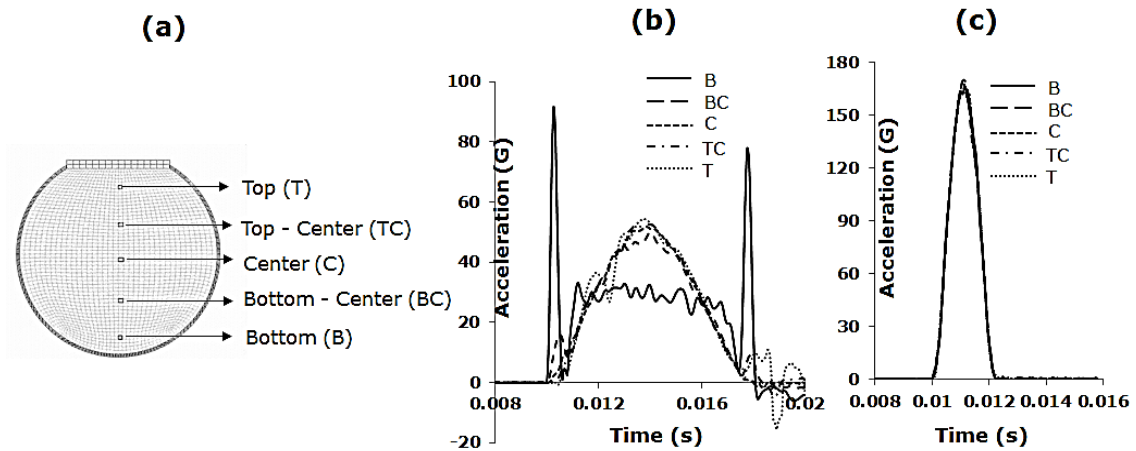 (a)
Top (T)
Top - Center (TC)
Center (C)
Bottom - Center (BC)
Bottom (B)
(b)
Acceleration (G)
100
80
60
40
20
0
-20
0.008
0.012
0.016
0.02
Time (s)
B
BC
C
TC
T
(c)
Acceleration (G)
180
150
120
90
60
30
0
0.008
0.01
0.012
0.014
0.016
Time (s)
B
BC
C
TC
T